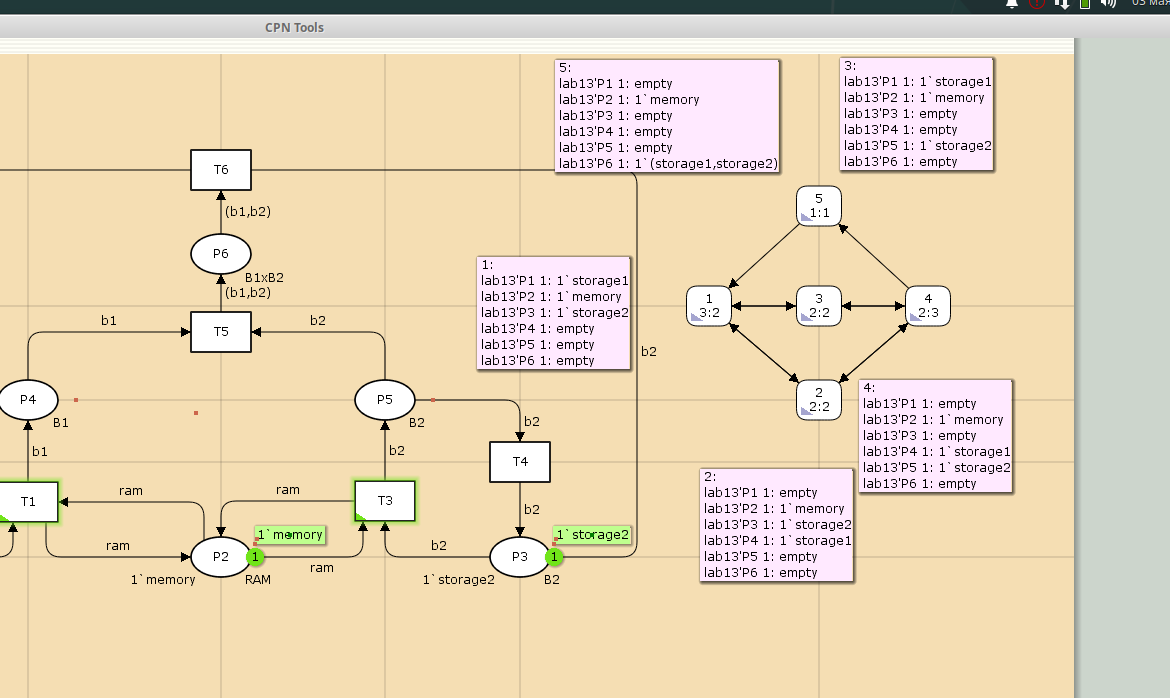 03 мая
CPN Tools
5:
lab13'P1 1: empty
lab13'P2 1: 1`memory
lab13'P3 1: empty
lab13'P4 1: empty
lab13'P5 1: empty
lab13'P6 1: 1`(storage1,storage2)
3:
lab13'P1 1: 1`storage1
lab13'P2 1: 1`memory
lab13'P3 1: empty
lab13'P4 1: empty
lab13'P5 1: 1`storage2
lab13'P6 1: empty
T6
(b1,b2)
P6
B1xB2
(b1,b2)
b1
T5
b2
1:
lab13'P1 1: 1`storage1
lab13'P2 1: 1`memory
lab13'P3 1: 1`storage2
lab13'P4 1: empty
lab13'P5 1: empty
lab13'P6 1: empty
b2
5
1:1
1
3:2
3
2:2
4
2:3
2
2:2
P4
B1
P5
B2
b2
b1
b2
T4
4:
lab13'P1 1: empty
lab13'P2 1: 1`memory
lab13'P3 1: empty
lab13'P4 1: 1`storage1
lab13'P5 1: 1`storage2
lab13'P6 1: empty
T1
ram
ram
T3
b2
2:
lab13'P1 1: empty
lab13'P2 1: 1`memory
lab13'P3 1: 1`storage2
lab13'P4 1: 1`storage1
lab13'P5 1: empty
lab13'P6 1: empty
1`memory
1`storage2
ram
P2
1
b2
P3
1
ram
1`memory
RAM
1`storage2
B2